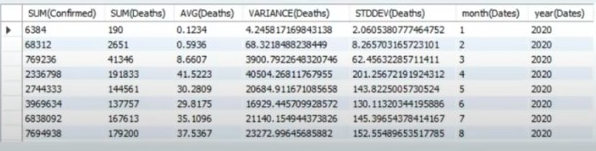 SUM(Confirmed) SUM(Deaths) AVG(Deaths) VARIANCE(Deaths) STDDEV(Deaths) month(Dates) year(Dates)
6384 190 0.1234 4.245817169843138 2.0605380777464752 1 2020
68312 2651 0.5936 68.3218488238449 8.265703165723101 2 2020
769236 41346 8.6607 3900.7922648320746 62.45632285711411 3 2020
2336798 191833 41.5223 40504.26811767955 201.25672191924312 4 2020
2744333 144561 30.2809 20684.911671085658 143.8225005730524 5 2020
3969634 137757 29.8175 16929.445709928572 130.11320344195886 6 2020
6838092 167613 35.1096 21140.154944373826 145.39654378414167 7 2020
7694938 179200 37.5367 23272.99645685882 152.55489653517785 8 2020